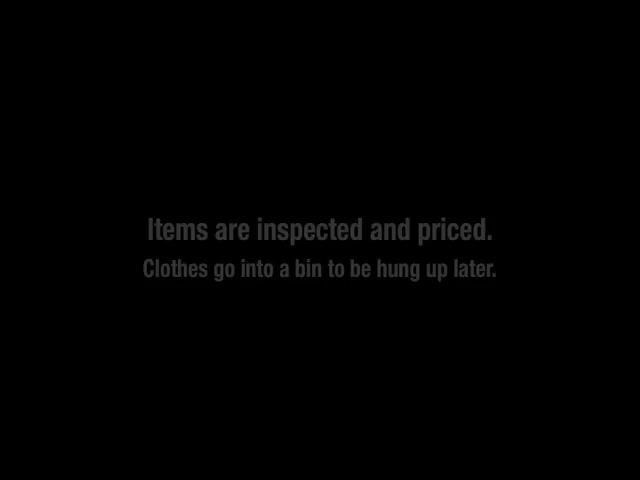 Items are inspected and priced.
Clothes go into a bin to be hung up later.